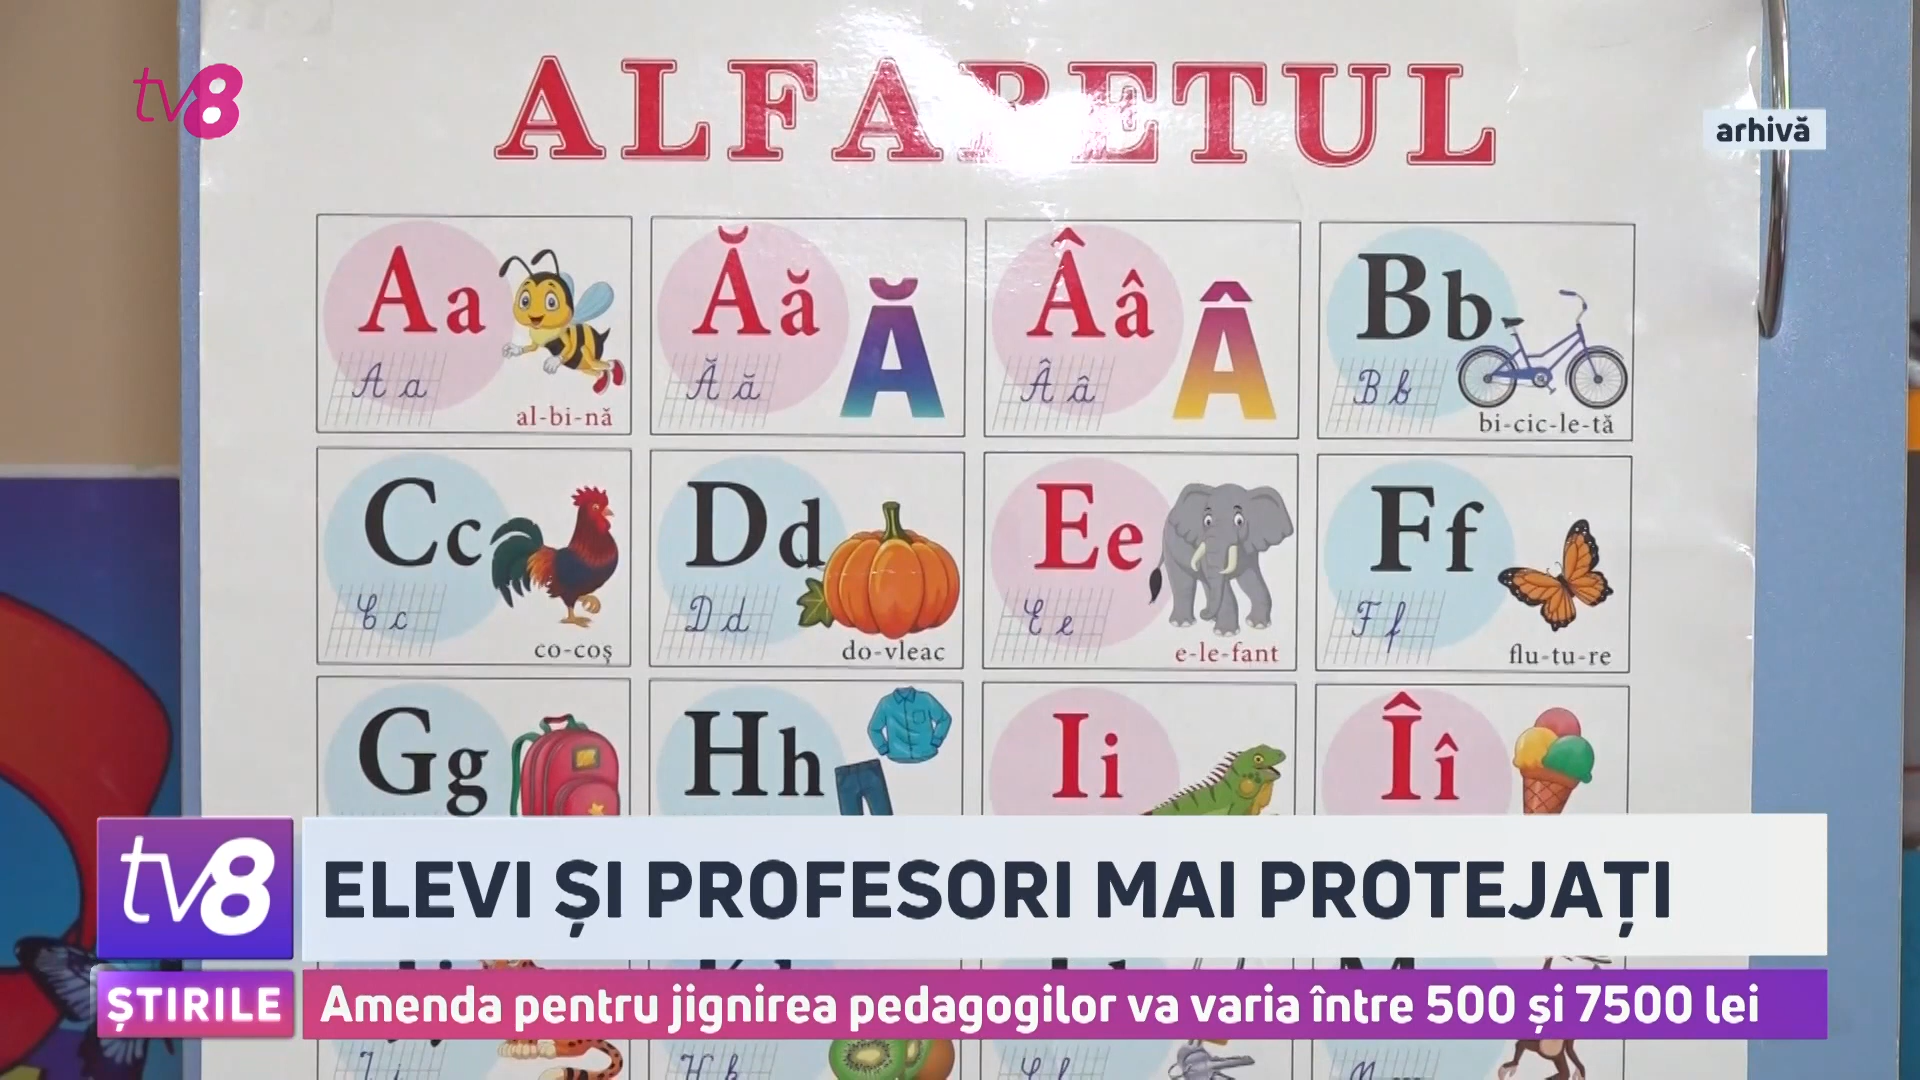 tv8
arhivă
ALFABETUL
Aa
Ăă
Ă
Ââ
Â
Bb
A a
Ă ă
Â â
B b
al-bi-nă
bi-cic-le-tă
Cc
Dd
Ee
Ff
C c
D d
E e
F f
co-coș
do-vleac
e-le-fant
flu-tu-re
Gg
Hh
Ii
Îî
tv8
ELEVI ȘI PROFESORI MAI PROTEJAȚI
ȘTIRILE
Amenda pentru jignirea pedagogilor va varia între 500 și 7500 lei